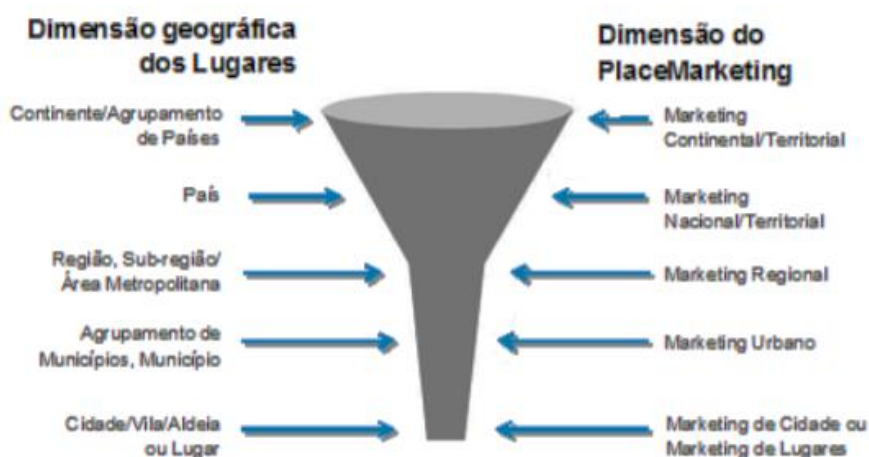 Dimensão geográfica
dos Lugares
Dimensão do
PlaceMarketing
Continente/Agrupamento
de Países
Marketing
Continental/Territorial
País
Marketing
Nacional/Territorial
Região, Sub-região/
Área Metropolitana
Marketing Regional
Agrupamento de
Municípios, Município
Marketing Urbano
Cidade/Vila/Aldeia
ou Lugar
Marketing de Cidade ou
Marketing de Lugares